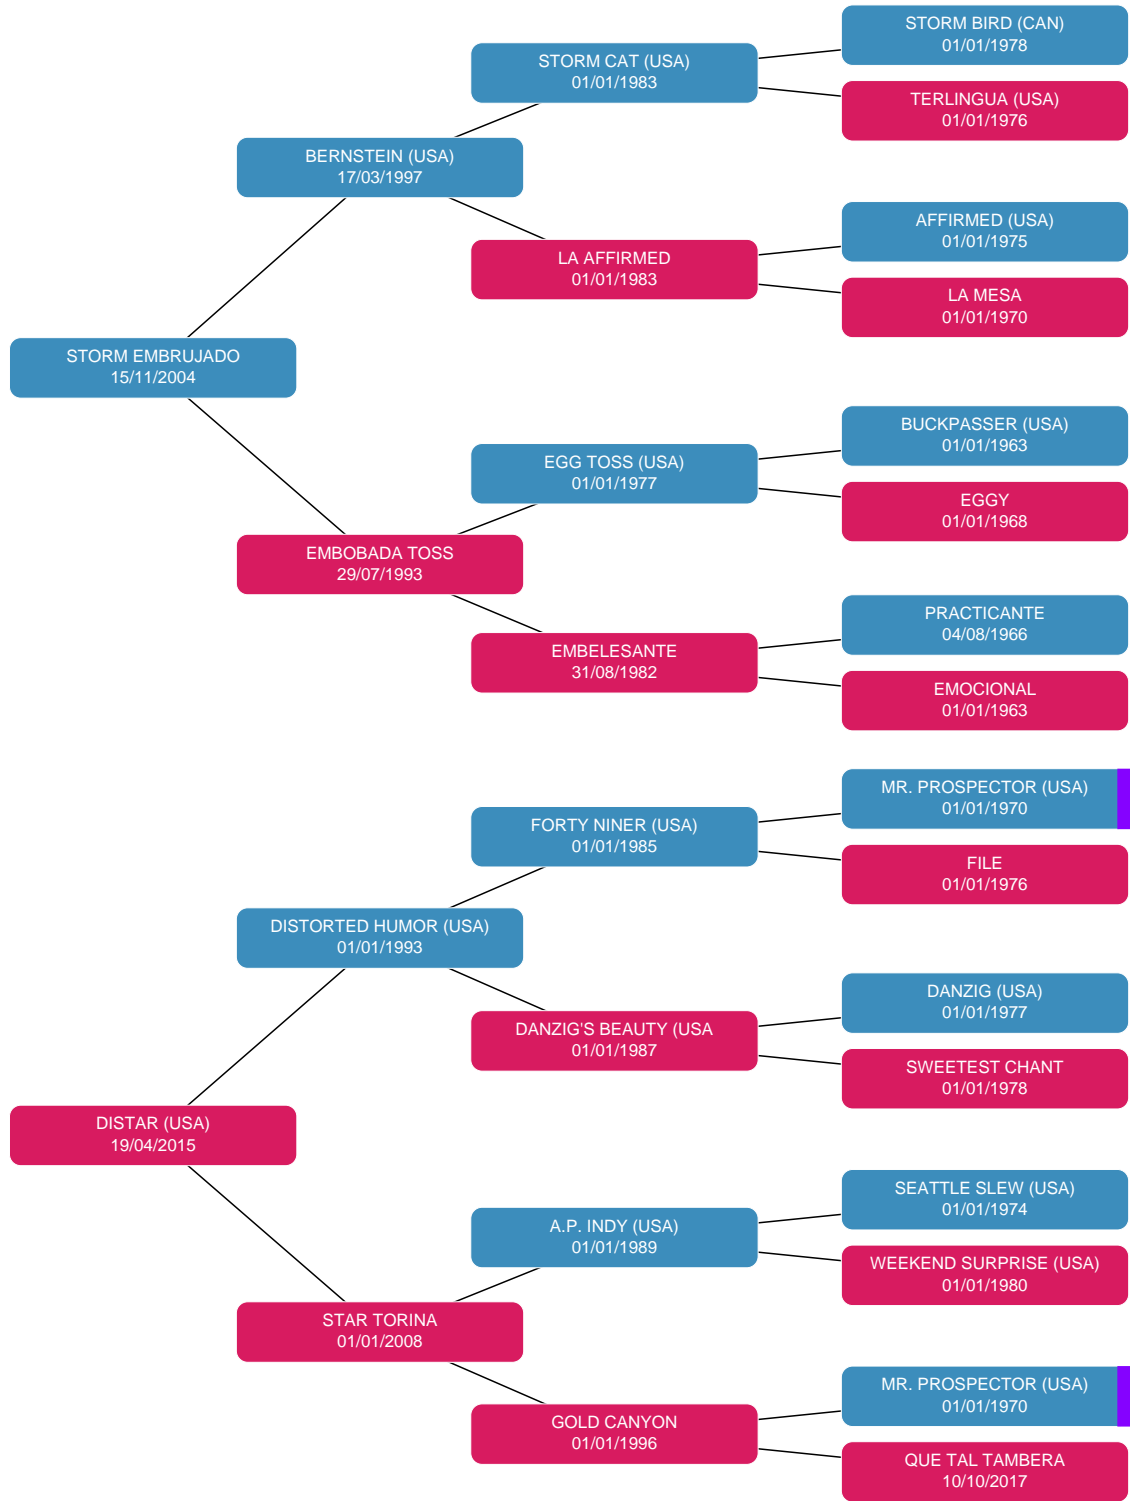 STORM BIRD (CAN)
01/01/1978
STORM CAT (USA)
01/01/1983
TERLINGUA (USA)
01/01/1976
BERNSTEIN (USA)
17/03/1997
AFFIRMED (USA)
01/01/1975
LA AFFIRMED
01/01/1983
LA MESA
01/01/1970
STORM EMBRUJADO
15/11/2004
BUCKPASSER (USA)
01/01/1963
EGG TOSS (USA)
01/01/1977
EGGY
01/01/1968
EMBOBADA TOSS
29/07/1993
PRACTICANTE
04/08/1966
EMBELESANTE
31/08/1982
EMOCIONAL
01/01/1963
MR. PROSPECTOR (USA)
01/01/1970
FORTY NINER (USA)
01/01/1985
FILE
01/01/1976
DISTORTED HUMOR (USA)
01/01/1993
DANZIG (USA)
01/01/1977
DANZIG'S BEAUTY (USA
01/01/1987
SWEETEST CHANT
01/01/1978
DISTAR (USA)
19/04/2015
SEATTLE SLEW (USA)
01/01/1974
A.P. INDY (USA)
01/01/1989
WEEKEND SURPRISE (USA)
01/01/1980
STAR TORINA
01/01/2008
MR. PROSPECTOR (USA)
01/01/1970
GOLD CANYON
01/01/1996
QUE TAL TAMBERA
10/10/2017